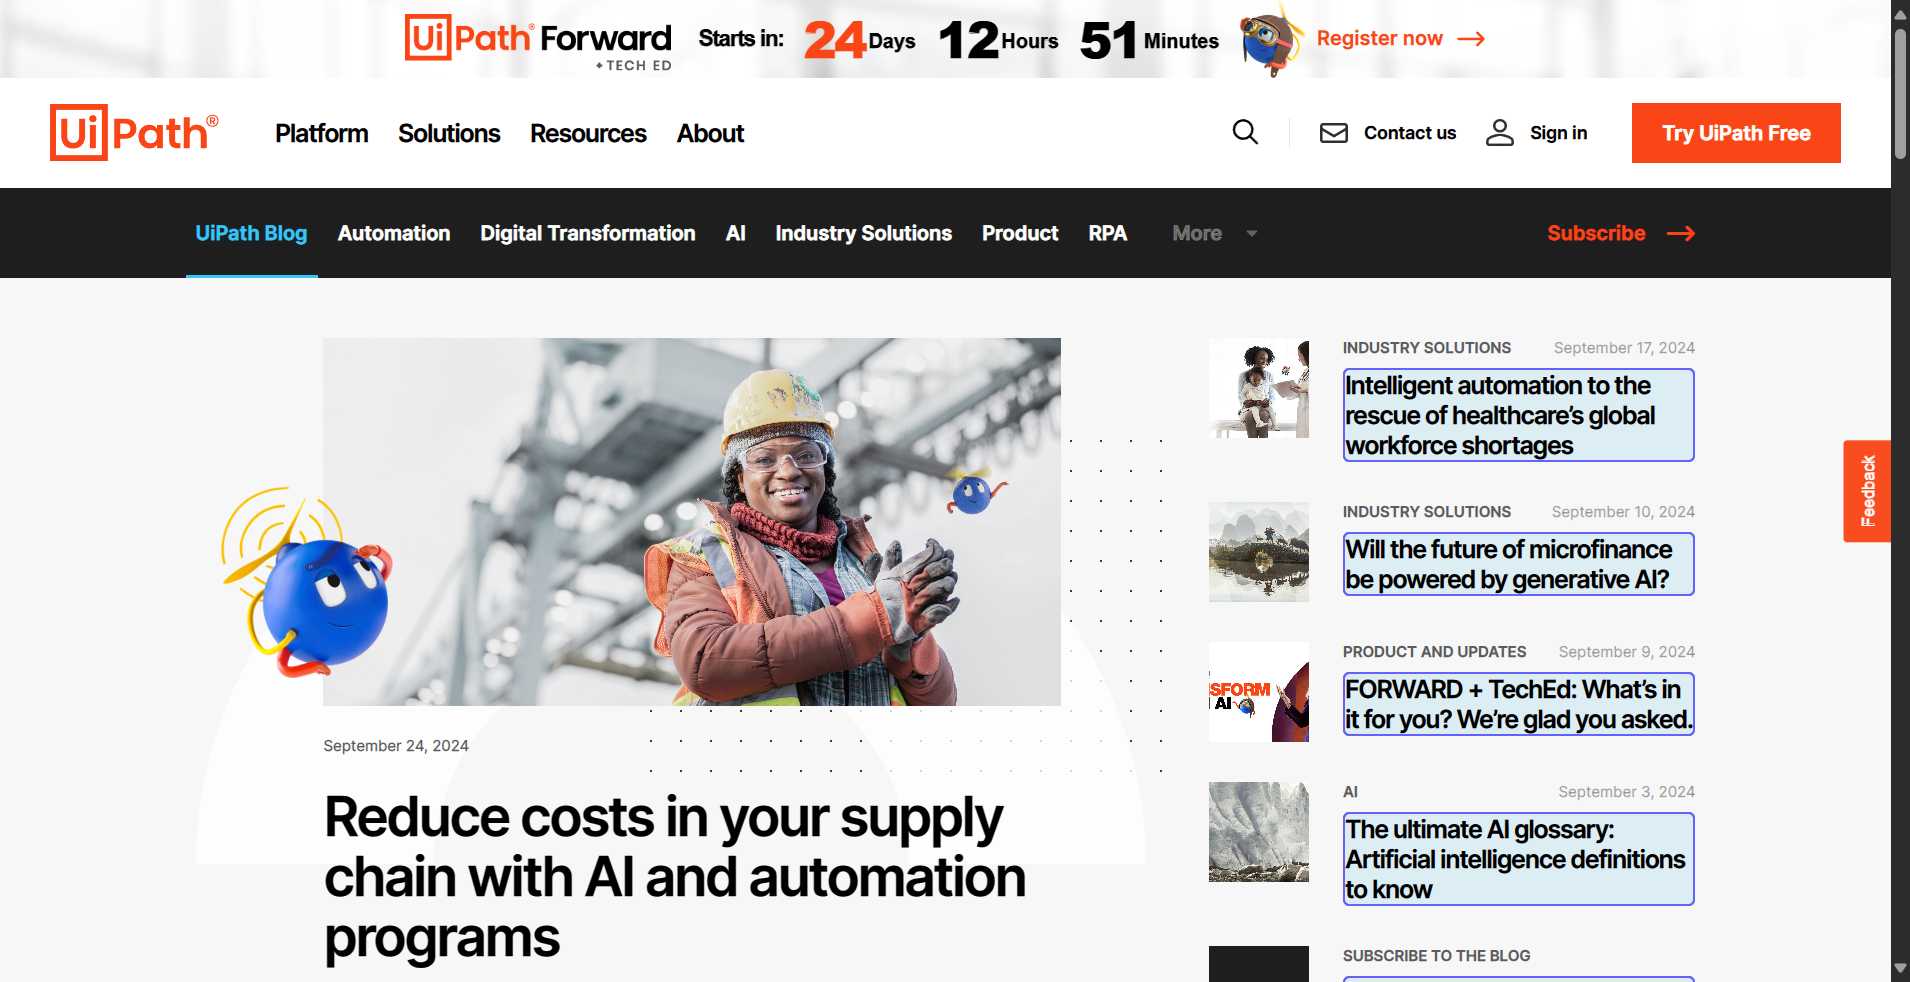 UiPath® Forward
+ TECH ED
Starts in:
24 Days
12 Hours
51 Minutes
Register now
UiPath®
Platform
Solutions
Resources
About
Contact us
Sign in
Try UiPath Free
UiPath Blog
Automation
Digital Transformation
AI
Industry Solutions
Product
RPA
More
Subscribe
September 24, 2024
Reduce costs in your supply
chain with AI and automation
programs
INDUSTRY SOLUTIONS
September 17, 2024
Intelligent automation to the
rescue of healthcare’s global
workforce shortages
INDUSTRY SOLUTIONS
September 10, 2024
Will the future of microfinance
be powered by generative AI?
SFORM
AI
PRODUCT AND UPDATES
September 9, 2024
FORWARD + TechEd: What’s in
it for you? We’re glad you asked.
AI
September 3, 2024
The ultimate AI glossary:
Artificial intelligence definitions
to know
SUBSCRIBE TO THE BLOG
Feedback